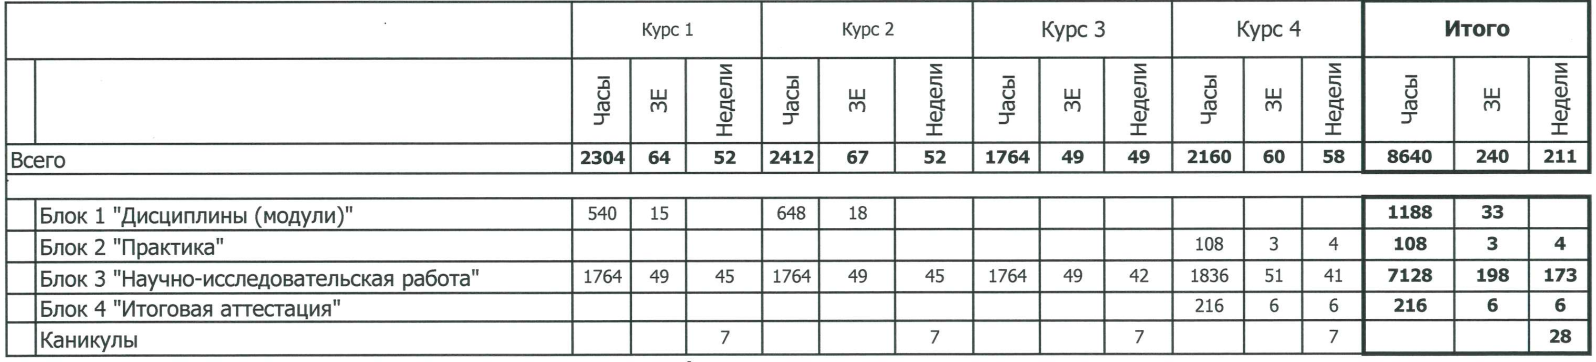 Курс 1 Курс 2 Курс 3 Курс 4 Итого
Часы ЗЕ Недели Часы ЗЕ Недели Часы ЗЕ Недели Часы ЗЕ Недели Часы ЗЕ Недели
Всего 2304 64 52 2412 67 52 1764 49 49 2160 60 58 8640 240 211
Блок 1 "Дисциплины (модули)" 540 15 648 18 1188 33
Блок 2 "Практика" 108 3 4 108 3 4
Блок 3 "Научно-исследовательская работа" 1764 49 45 1764 49 45 1764 49 42 1836 51 41 7128 198 173
Блок 4 "Итоговая аттестация" 216 6 6 216 6 6
Каникулы 7 7 7 7 28